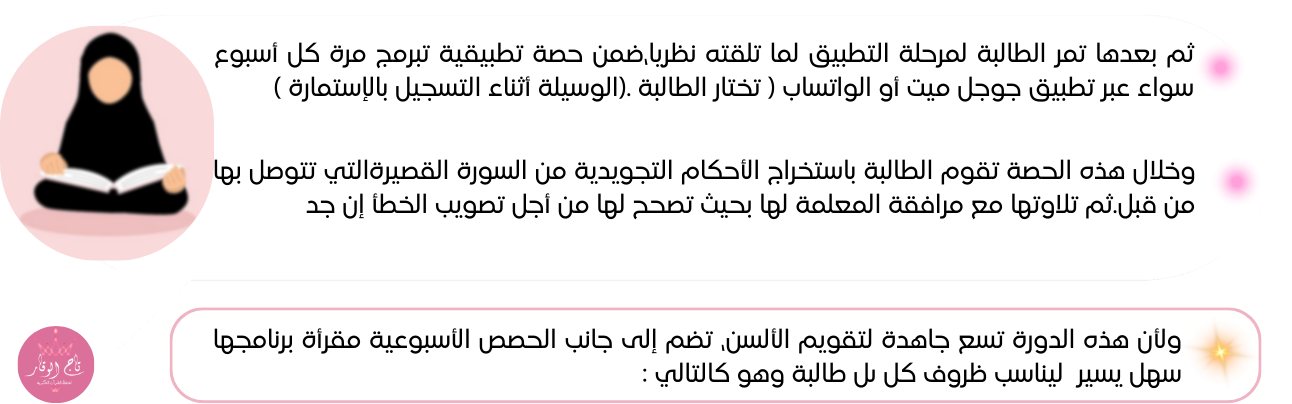 ثم بعدها تمر الطالبة لمرحلة التطبيق لما تلقته نظريا,ضمن حصة تطبيقية تبرمج مرة كل أسبوع
سواء عبر تطبيق جوجل ميت أو الواتساب ( تختار الطالبة .(الوسيلة أثناء التسجيل بالإستمارة )
وخلال هذه الحصة تقوم الطالبة باستخراج الأحكام التجويدية من السورة القصيرةالتي تتوصل بها
من قبل.ثم تلاوتها مع مرافقة المعلمة لها بحيث تصحح لها من أجل تصويب الخطأ إن جد
ولأن هذه الدورة تسع جاهدة لتقويم الألسن, تضم إلى جانب الحصص الأسبوعية مقرأة برنامجها
سهل يسير ليناسب ظروف كل طالبة وهو كالتالي :
تاج الوقار